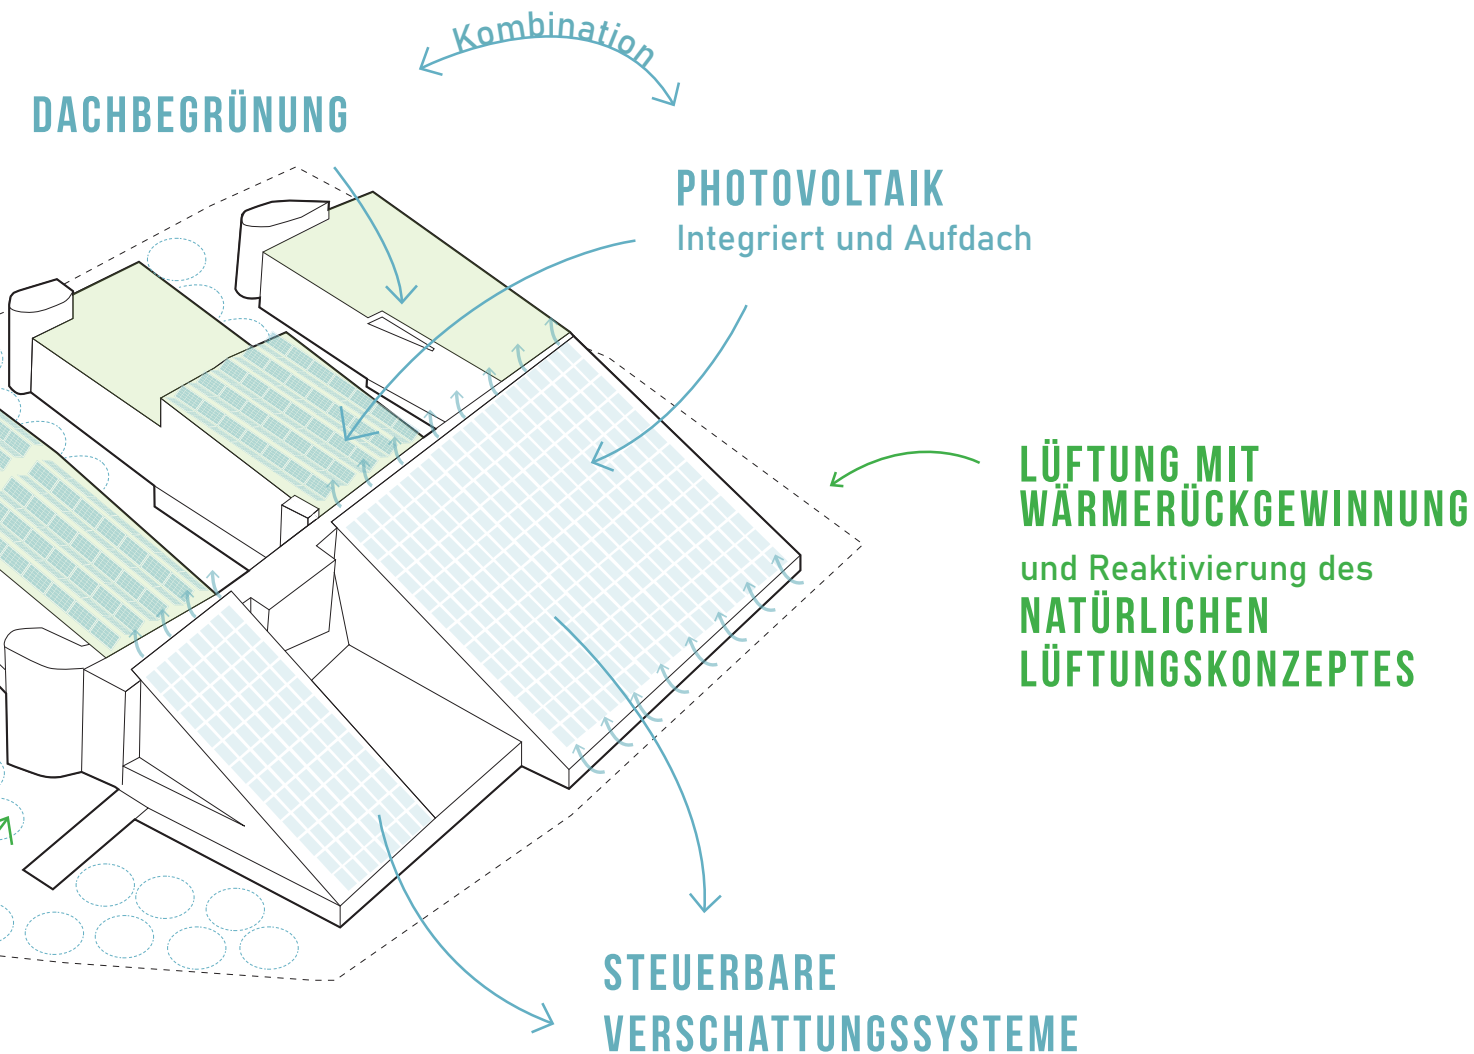 Kombination
DACHBEGRÜNUNG
PHOTOVOLTAIK
Integriert und Aufdach
LÜFTUNG MIT
WÄRMERÜCKGEWINNUNG
und Reaktivierung des
NATÜRLICHEN
LÜFTUNGSKONZEPTES
STEUERBARE
VERSCHATTUNGSSYSTEME